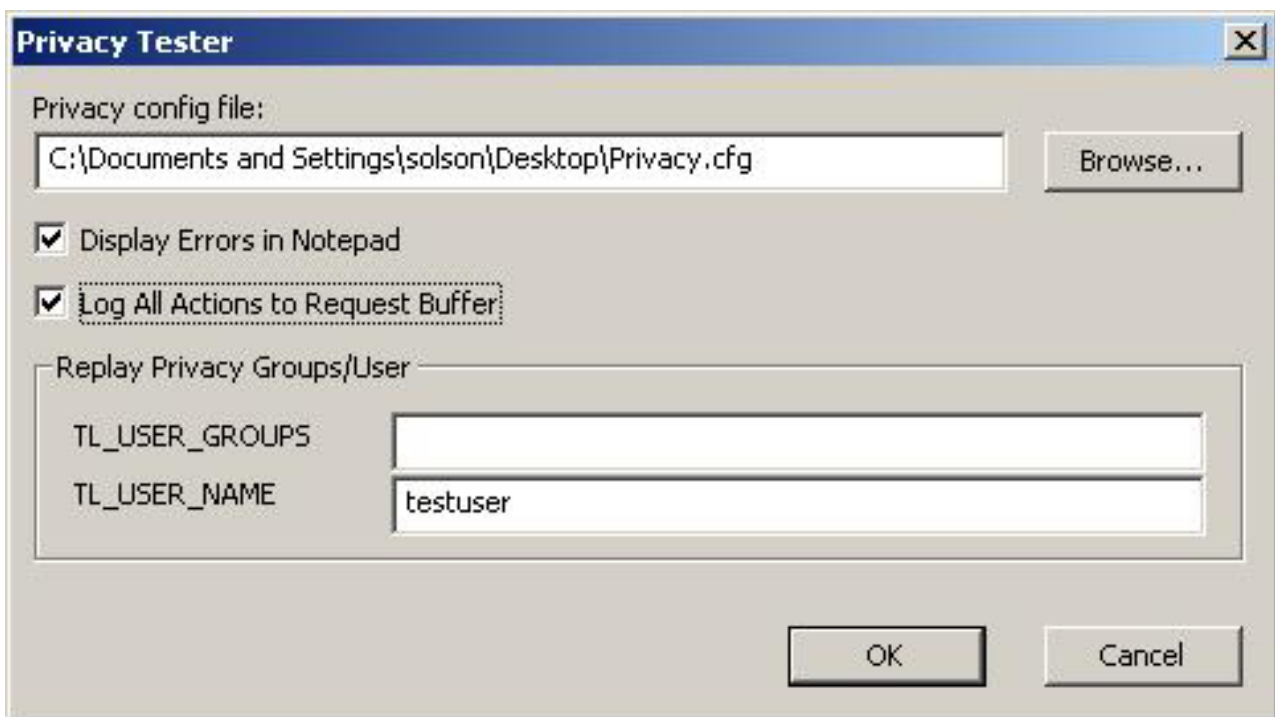 Privacy Tester
Privacy config file:
C:\Documents and Settings\solson\Desktop\Privacy.cfg
Browse...
Display Errors in Notepad
Log All Actions to Request Buffer
Replay Privacy Groups/User
TL_USER_GROUPS
TL_USER_NAME testuser
OK Cancel